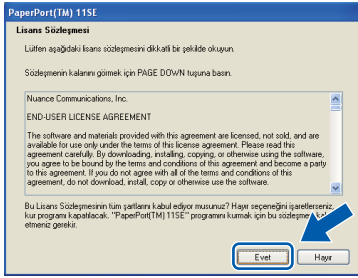 PaperPort(TM) 11SE
Lisans Sözleşmesi
Lütfen aşağıdaki lisans sözleşmesini dikkatli bir şekilde okuyun.
Sözleşmenin kalanını görmek için PAGE DOWN tuşuna basın.
Nuance Communications, Inc.
END-USER LICENSE AGREEMENT
The software and materials provided with this agreement are licensed, not sold, and are
available for use only under the terms of this license agreement. Please read this
agreement carefully. By downloading, installing, copying, or otherwise using the software,
you agree to be bound by the terms and conditions of this agreement and become a party
to this agreement. If you do not agree with all of the terms and conditions of this
agreement, do not download, install, copy or otherwise use the software.
Bu Lisans Sözleşmesinin tüm şartlarını kabul ediyor musunuz? Hayır seçeneğini işaretlerseniz,
kur programı kapatılacak. "PaperPort(TM) 11SE" programını kurmak için bu sözleşmeyi
etmeniz gerekir.
Evet
Hayır